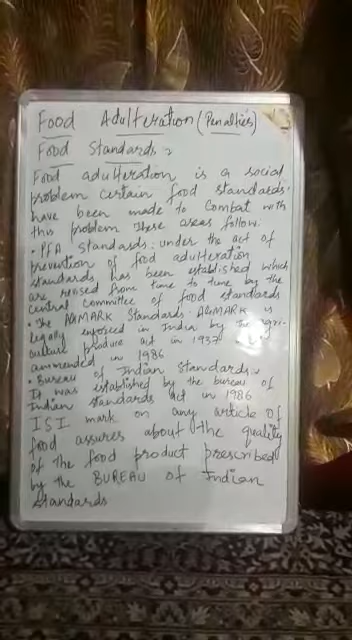 Food Adulteration (Penalties)
Food Standards:
Food adulteration is a social
problem certain food standards
have been made to Combat with
this problem these areas follow.
• PFA Standards: under the act of
prevention of food adulteration
standards has been established which
are revised from time to time by the
central committee of food standards
• The AGMARK Standards: AGMARK is
legally enforced in India by the agri-
culture produce act in 1937
ammended in 1986
• Bureau of Indian Standards:
It was established by the bureau of
Indian standards act in 1986
ISI mark on any article of
food assures about the quality
of the food product prescribed
by the BUREAU of Indian
Standards